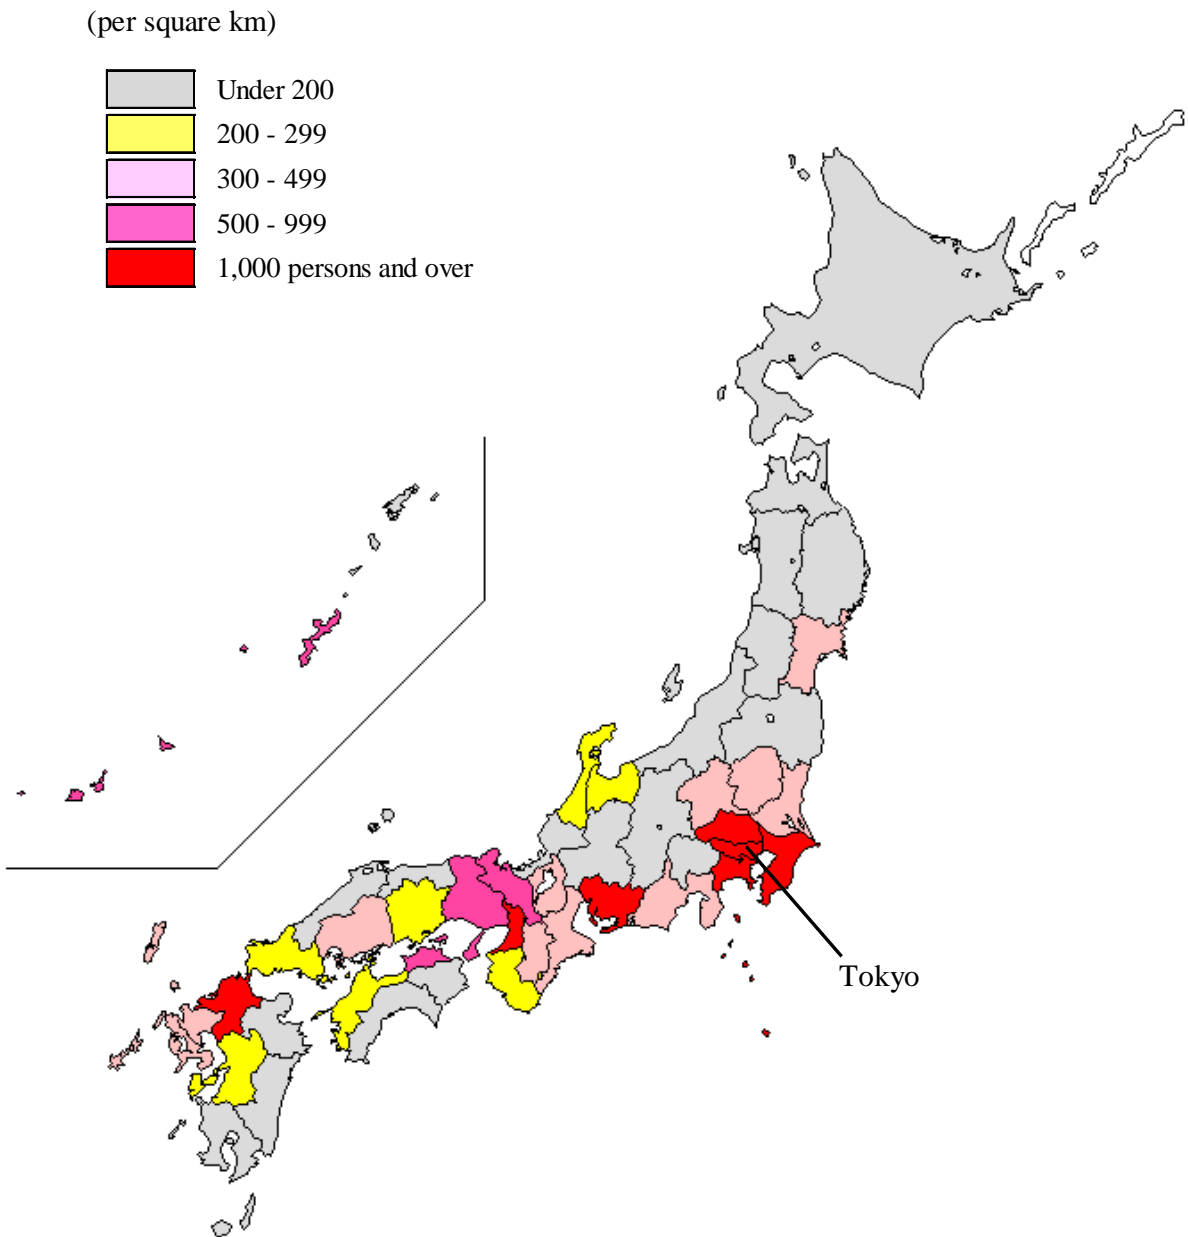 (per square km)
Under 200
200 - 299
300 - 499
500 - 999
1,000 persons and over
Tokyo